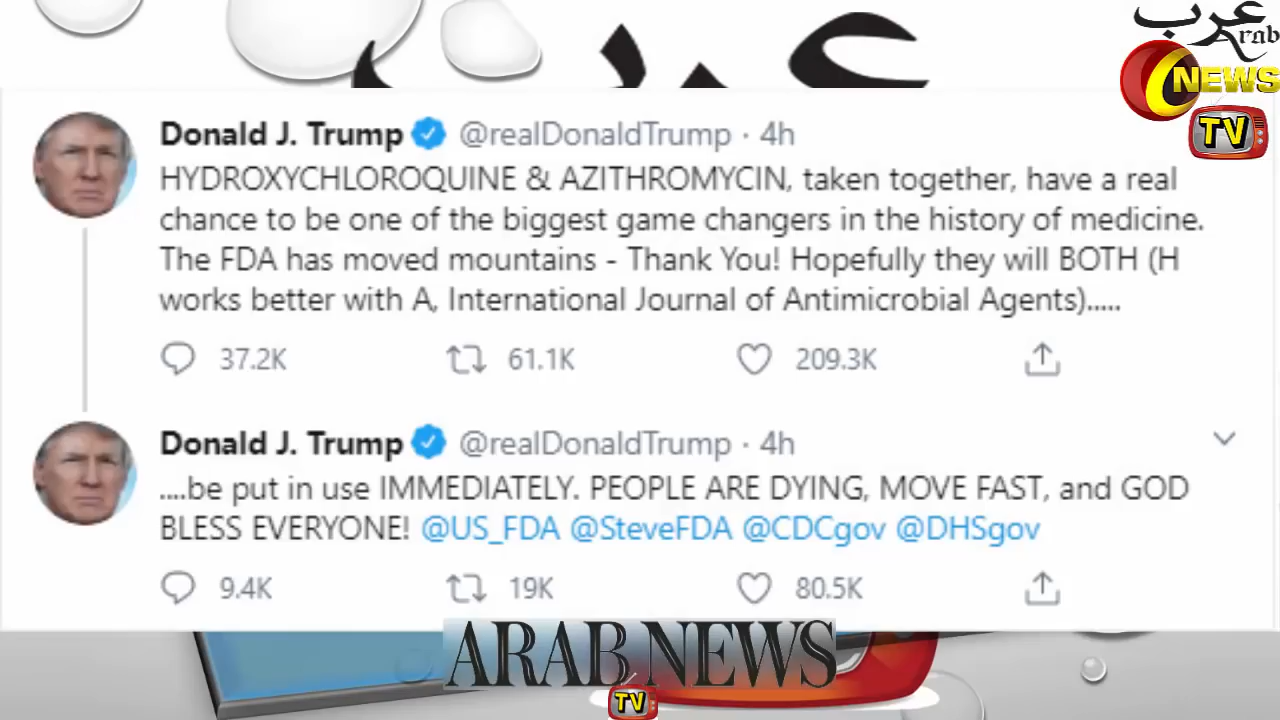 عرب
Arab
NEWS
TV
Donald J. Trump @realDonaldTrump · 4h
HYDROXYCHLOROQUINE & AZITHROMYCIN, taken together, have a real
chance to be one of the biggest game changers in the history of medicine.
The FDA has moved mountains - Thank You! Hopefully they will BOTH (H
works better with A, International Journal of Antimicrobial Agents).....
37.2K 61.1K 209.3K
Donald J. Trump @realDonaldTrump · 4h
....be put in use IMMEDIATELY. PEOPLE ARE DYING, MOVE FAST, and GOD
BLESS EVERYONE! @US_FDA @SteveFDA @CDCgov @DHSgov
9.4K 19K 80.5K
ARAB NEWS
TV